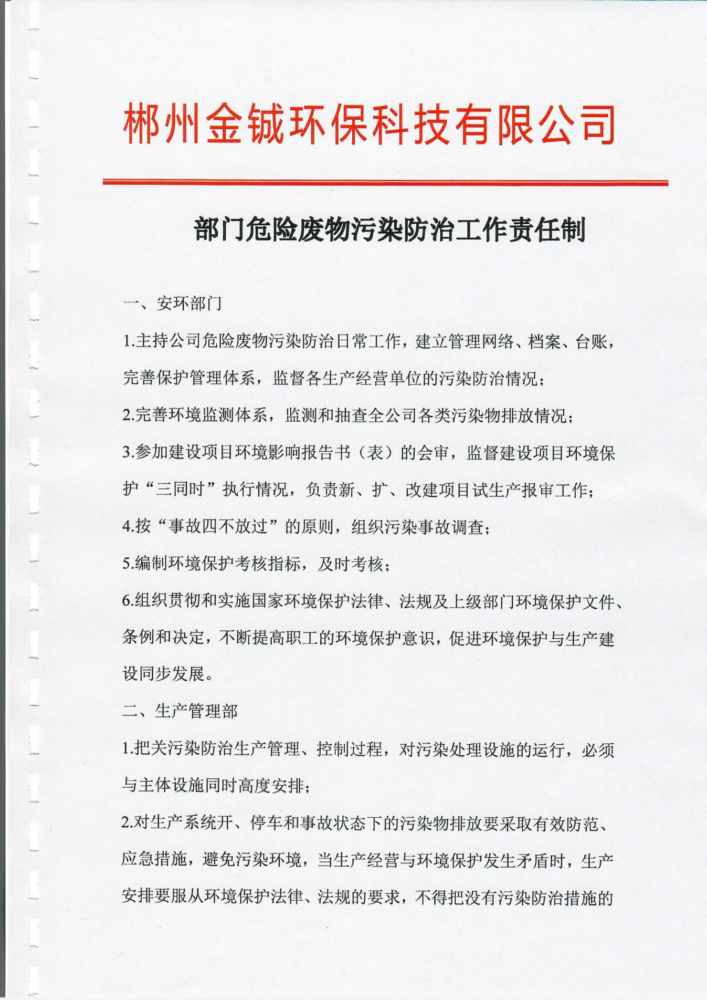 郴州金铖环保科技有限公司
部门危险废物污染防治工作责任制
一、安环部门
1.主持公司危险废物污染防治日常工作，建立管理网络、档案、台账，
完善保护管理体系，监督各生产经营单位的污染防治情况；
2.完善环境监测体系，监测和抽查全公司各类污染物排放情况；
3.参加建设项目环境影响报告书（表）的会审，监督建设项目环境保
护“三同时”执行情况，负责新、扩、改建项目试生产报审工作；
4.按“事故四不放过”的原则，组织污染事故调查；
5.编制环境保护考核指标，及时考核；
6.组织贯彻和实施国家环境保护法律、法规及上级部门环境保护文件、
条例和决定，不断提高职工的环境保护意识，促进环境保护与生产建
设同步发展。
二、生产管理部
1.把关污染防治生产管理、控制过程，对污染处理设施的运行，必须
与主体设施同时高度安排；
2.对生产系统开、停车和事故状态下的污染物排放要采取有效防范、
应急措施，避免污染环境，当生产经营与环境保护发生矛盾时，生产
安排要服从环境保护法律、法规的要求，不得把没有污染防治措施的